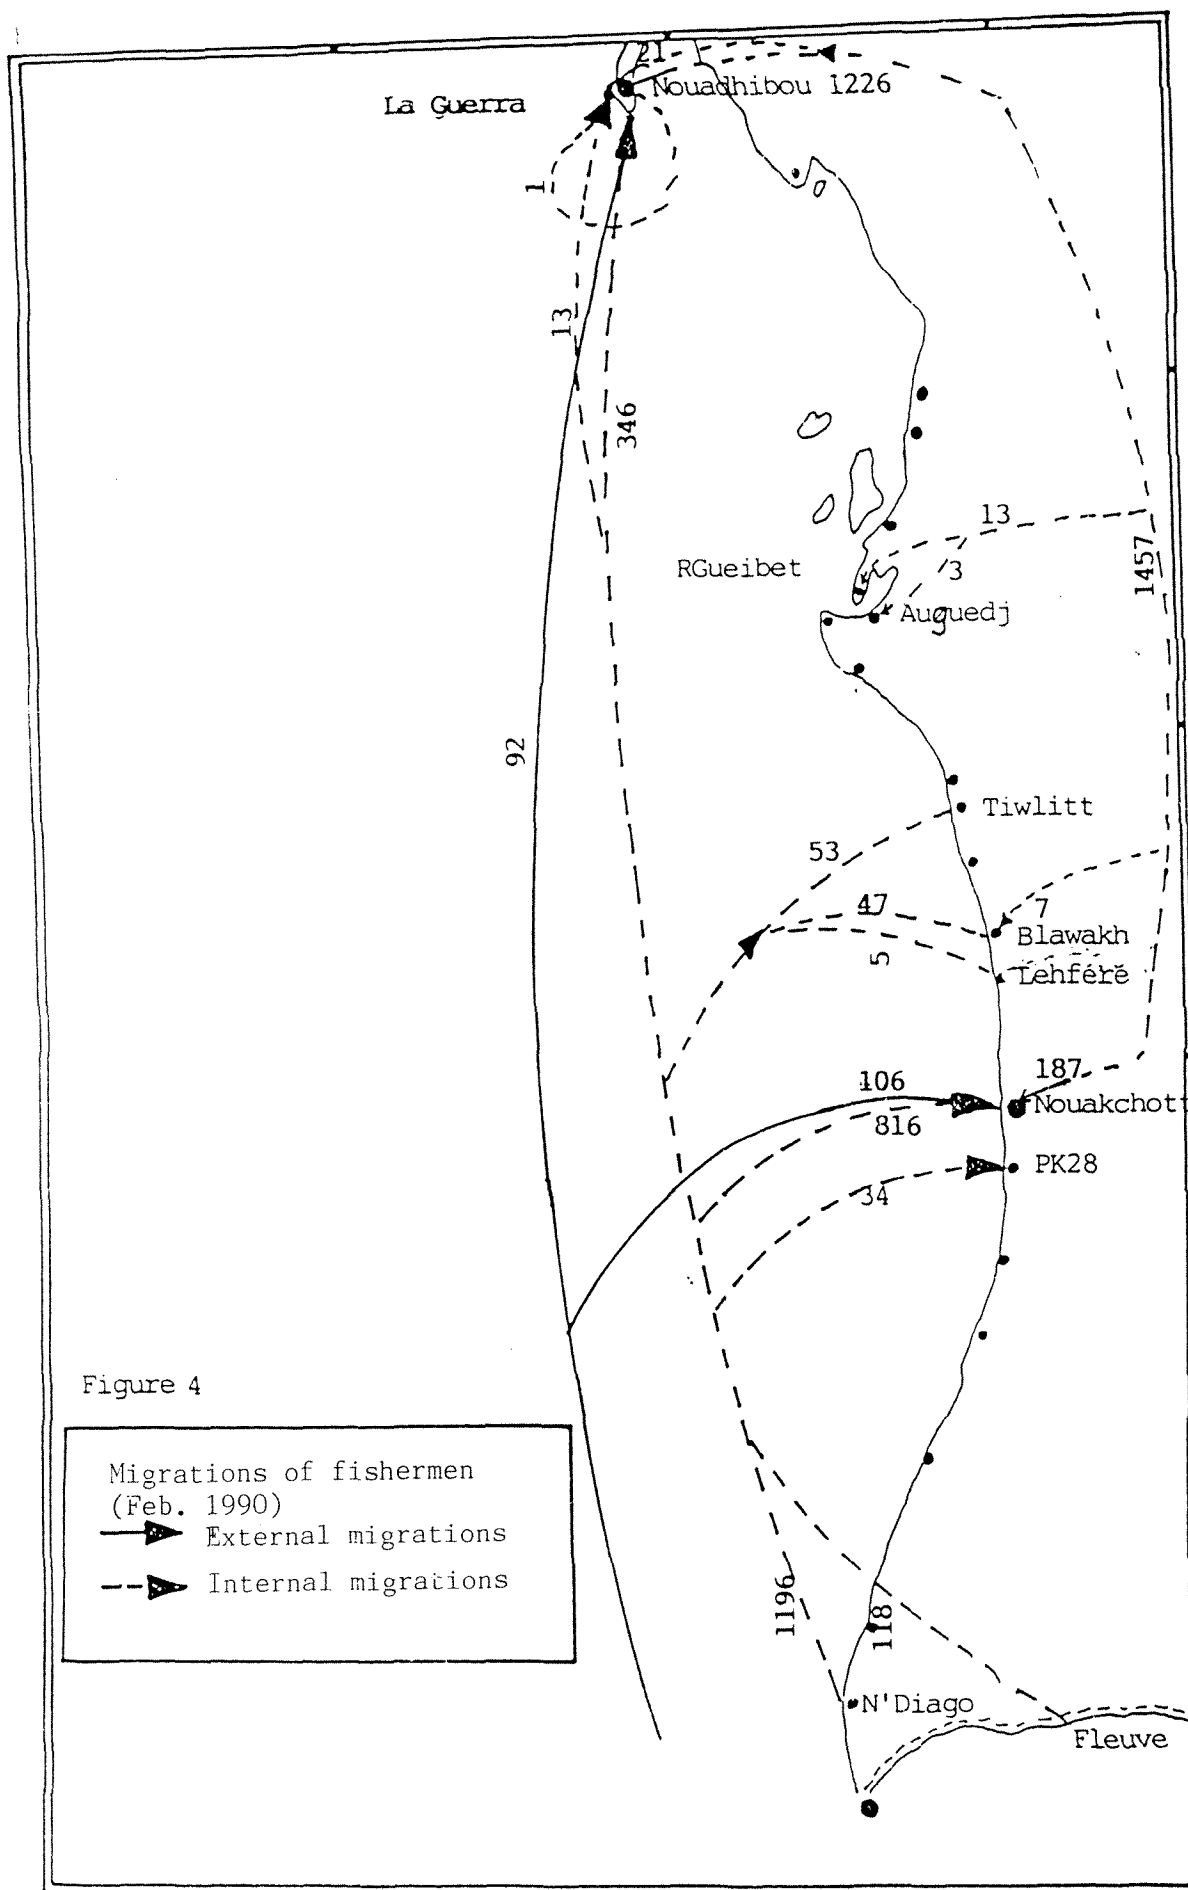 21
Nouadhibou 1226
La Guerra
1
13
346
13
RGueibet
3
1457
Auguedj
92
Tiwlitt
53
47
7
Blawakh
5
Lehféré
187
106
Nouakchott
816
PK28
34
Figure 4
Migrations of fishermen
(Feb. 1990)
External migrations
Internal migrations
1196
118
N'Diago
Fleuve